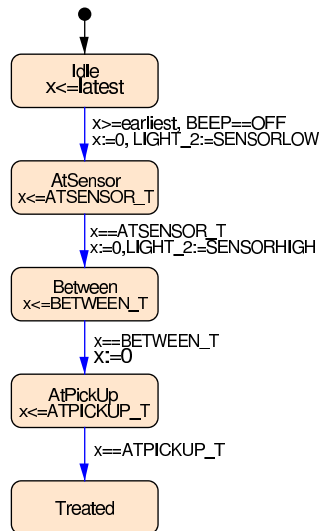 Idle
x<=latest
x>=earliest, BEEP==OFF
x:=0, LIGHT_2:=SENSORLOW
AtSensor
x<=ATSENSOR_T
x==ATSENSOR_T
x:=0,LIGHT_2:=SENSORHIGH
Between
x<=BETWEEN_T
x==BETWEEN_T
x:=0
AtPickUp
x<=ATPICKUP_T
x==ATPICKUP_T
Treated